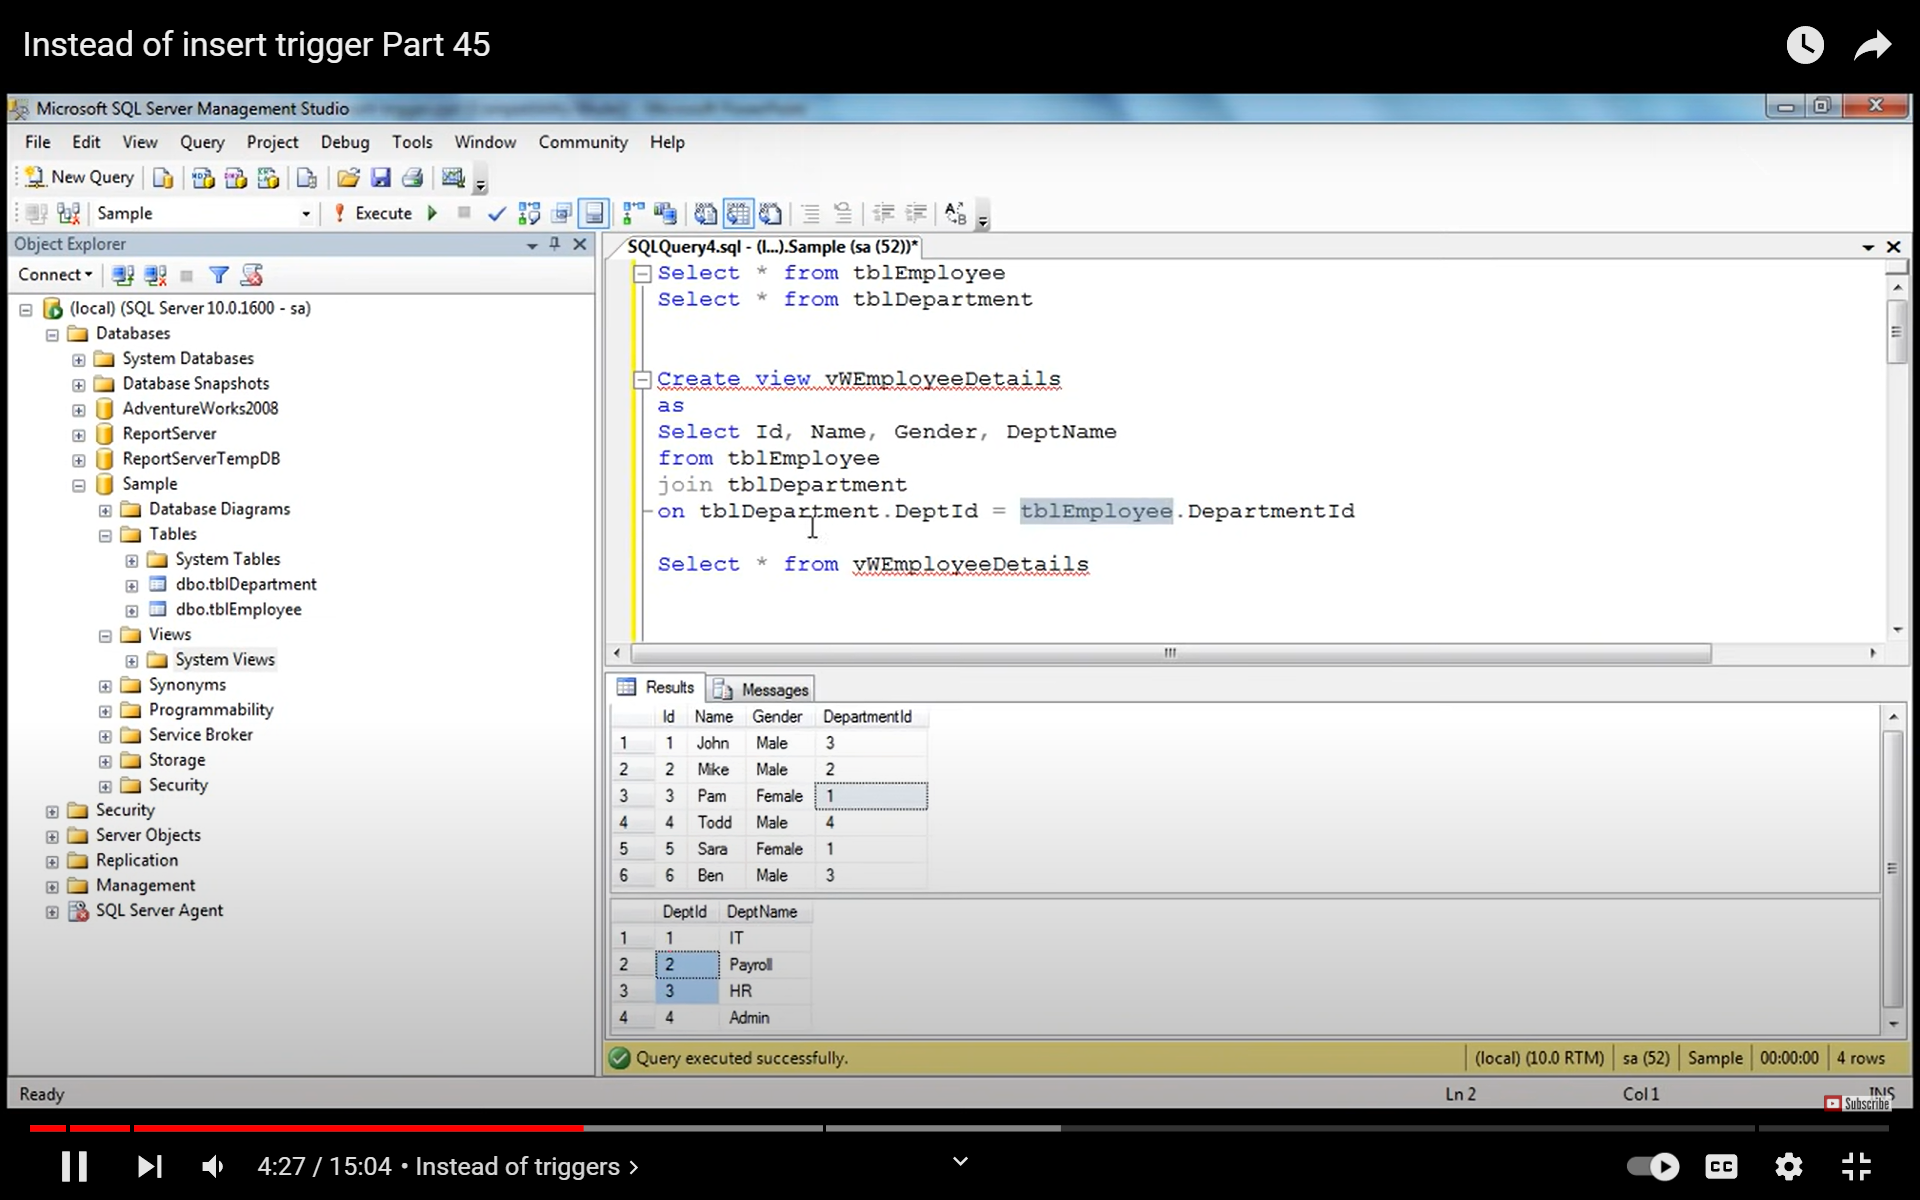 Instead of insert trigger Part 45
Microsoft SQL Server Management Studio
File Edit View Query Project Debug Tools Window Community Help
New Query
Sample Execute
Object Explorer
Connect
(local) (SQL Server 10.0.1600 - sa)
Databases
System Databases
Database Snapshots
AdventureWorks2008
ReportServer
ReportServerTempDB
Sample
Database Diagrams
Tables
System Tables
dbo.tblDepartment
dbo.tblEmployee
Views
System Views
Synonyms
Programmability
Service Broker
Storage
Security
Security
Server Objects
Replication
Management
SQL Server Agent
SQLQuery4.sql - (l...).Sample (sa (52))*
Select * from tblEmployee
Select * from tblDepartment
Create view vWEmployeeDetails
as
Select Id, Name, Gender, DeptName
from tblEmployee
join tblDepartment
on tblDepartment.DeptId = tblEmployee.DepartmentId
Select * from vWEmployeeDetails
Results Messages
Id Name Gender DepartmentId
1 1 John Male 3
2 2 Mike Male 2
3 3 Pam Female 1
4 4 Todd Male 4
5 5 Sara Female 1
6 6 Ben Male 3
DeptId DeptName
1 1 IT
2 2 Payroll
3 3 HR
4 4 Admin
Query executed successfully. (local) (10.0 RTM) sa (52) Sample 00:00:00 4 rows
Ready Ln 2 Col 1 INS
Subscribe
4:27 / 15:04 • Instead of triggers
CC